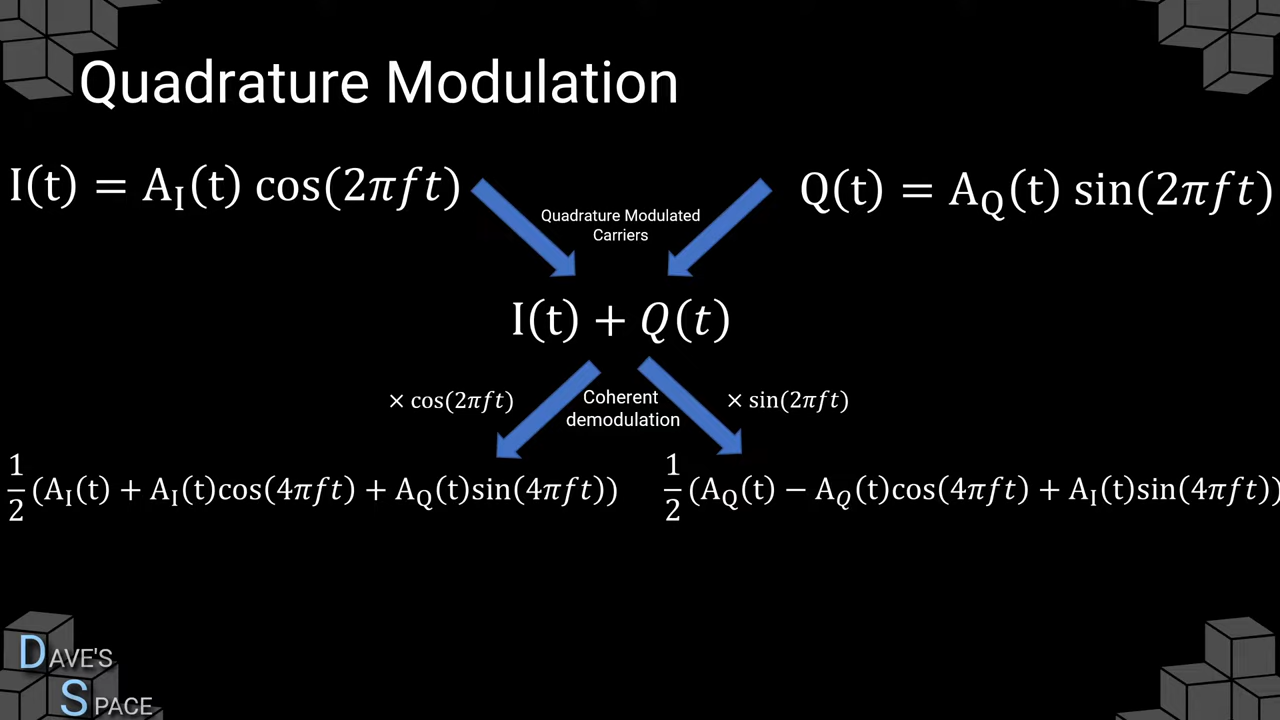 Quadrature Modulation
I(t) = A_I(t) cos(2πft)
Q(t) = A_Q(t) sin(2πft)
Quadrature Modulated
Carriers
I(t) + Q(t)
× cos(2πft)
Coherent
demodulation
× sin(2πft)
1/2 (A_I(t) + A_I(t)cos(4πft) + A_Q(t)sin(4πft))
1/2 (A_Q(t) − A_Q(t)cos(4πft) + A_I(t)sin(4πft))
DAVE'S
SPACE